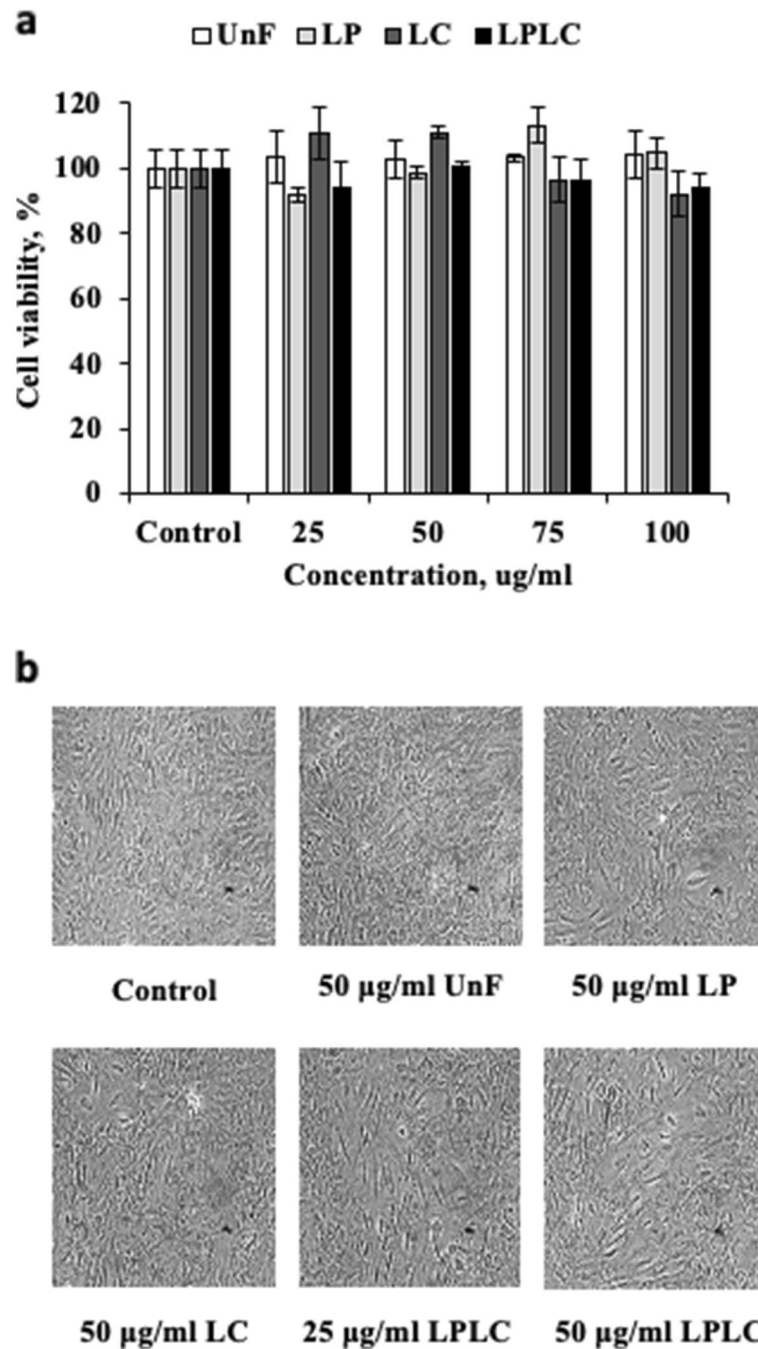 a
UnF LP LC LPLC
120
100
80
60
40
20
0
Cell viability, %
Control 25 50 75 100
Concentration, ug/ml
b
Control 50 µg/ml UnF 50 µg/ml LP
50 µg/ml LC 25 µg/ml LPLC 50 µg/ml LPLC